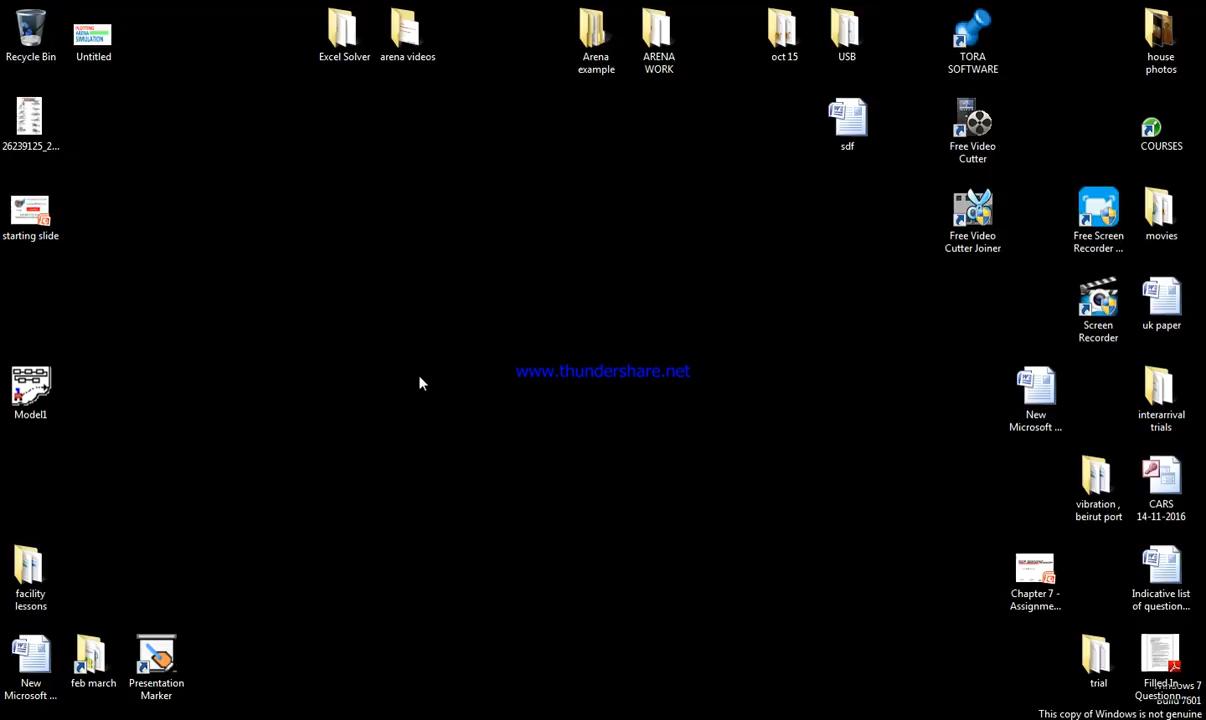 Recycle Bin
Untitled
Excel Solver
arena videos
Arena
example
ARENA
WORK
oct 15
USB
TORA
SOFTWARE
house
photos
PLOTTING
ARENA
SIMULATION
26239125_2...
sdf
Free Video
Cutter
COURSES
starting slide
Free Video
Cutter Joiner
Free Screen
Recorder ...
movies
Screen
Recorder
uk paper
www.thundershare.net
Model1
New
Microsoft ...
interarrival
trials
vibration ,
beirut port
CARS
14-11-2016
facility
lessons
Chapter 7 -
Assignme...
Indicative list
of question...
New
Microsoft ...
feb march
Presentation
Marker
trial
Filled In
Questionn...
Windows 7
Build 7601
This copy of Windows is not genuine